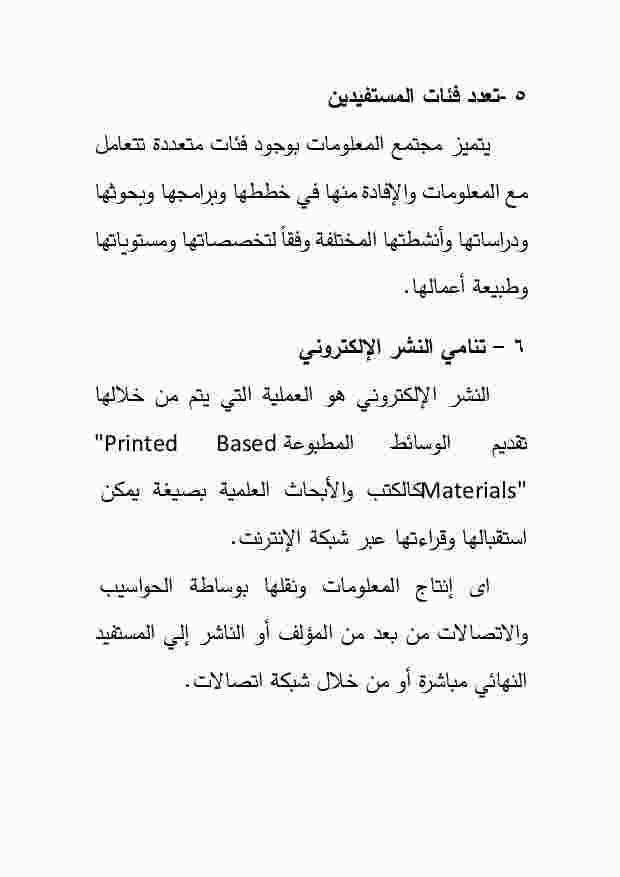 ٥ -تعدد فئات المستفيدين
يتميز مجتمع المعلومات بوجود فئات متعددة تتعامل
مع المعلومات والإفادة منها في خططها وبرامجها وبحوثها
ودراساتها وأنشطتها المختلفة وفقاً لتخصصاتها ومستوياتها
وطبيعة أعمالها.
٦ – تنامي النشر الإلكتروني
النشر الإلكتروني هو العملية التي يتم من خلالها
تقديم الوسائط المطبوعة "Printed Based
Materials" كالكتب والأبحاث العلمية بصيغة يمكن
استقبالها وقراءتها عبر شبكة الإنترنت.
اى إنتاج المعلومات ونقلها بوساطة الحواسيب
والاتصالات من بعد من المؤلف أو الناشر إلي المستفيد
النهائي مباشرة أو من خلال شبكة اتصالات.